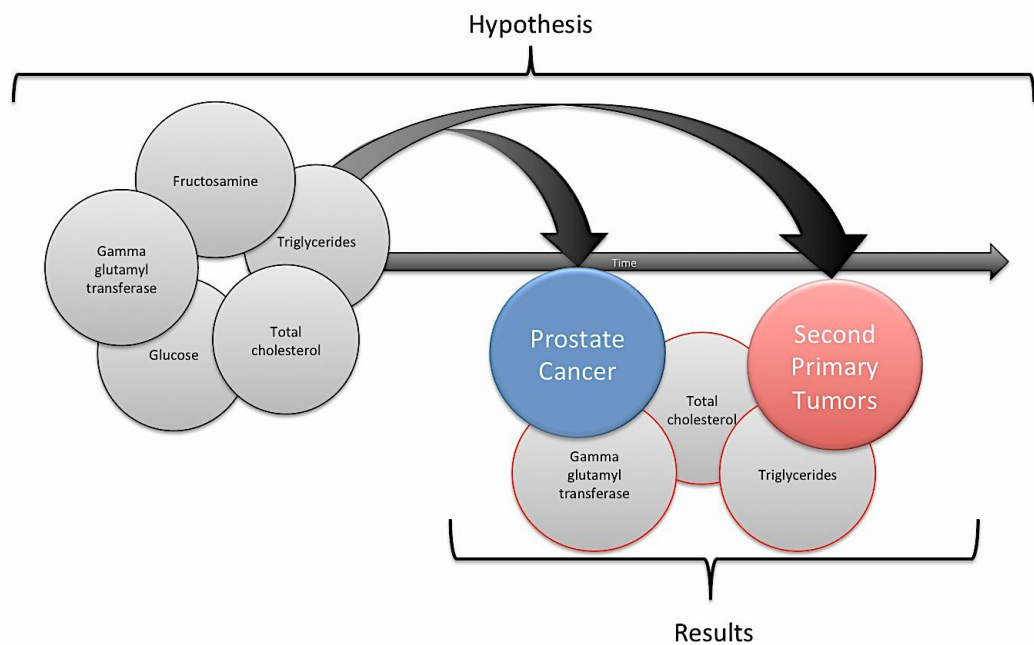 Hypothesis
Fructosamine
Triglycerides
Gamma
glutamyl
transferase
Total
cholesterol
Glucose
Time
Prostate
Cancer
Second
Primary
Tumors
Total
cholesterol
Gamma
glutamyl
transferase
Triglycerides
Results